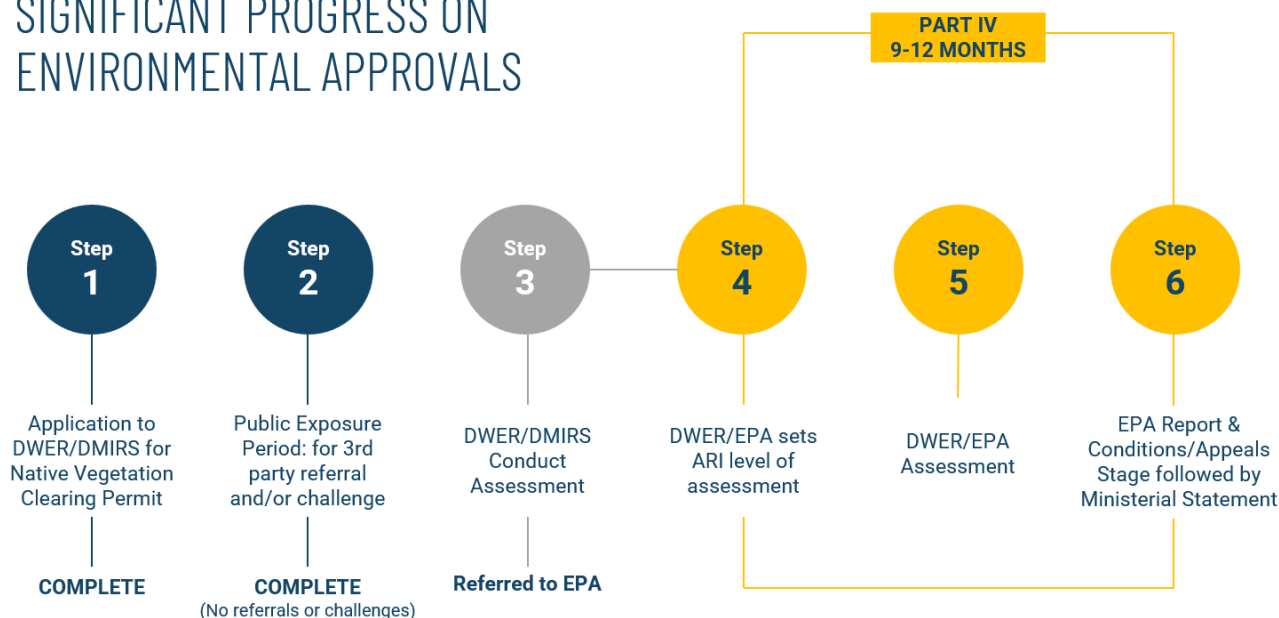 SIGNIFICANT PROGRESS ON
ENVIRONMENTAL APPROVALS
PART IV
9-12 MONTHS
Step
1
Step
2
Step
3
Step
4
Step
5
Step
6
Application to
DWER/DMIRS for
Native Vegetation
Clearing Permit
Public Exposure
Period: for 3rd
party referral
and/or challenge
DWER/DMIRS
Conduct
Assessment
DWER/EPA sets
ARI level of
assessment
DWER/EPA
Assessment
EPA Report &
Conditions/Appeals
Stage followed by
Ministerial Statement
COMPLETE
COMPLETE
(No referrals or challenges)
Referred to EPA